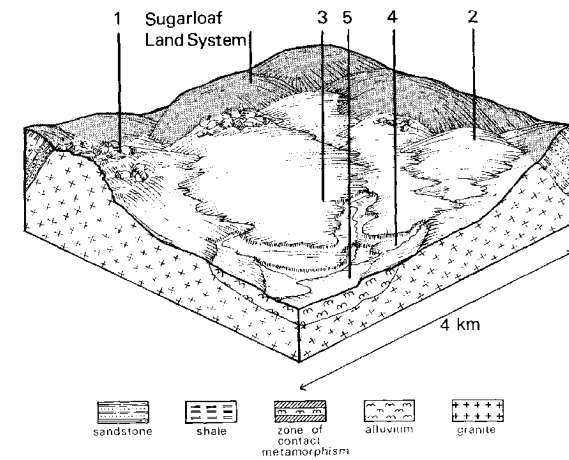 1 Sugarloaf 3 5 4 2
Land System
4 km
sandstone shale zone of contact metamorphism alluvium granite